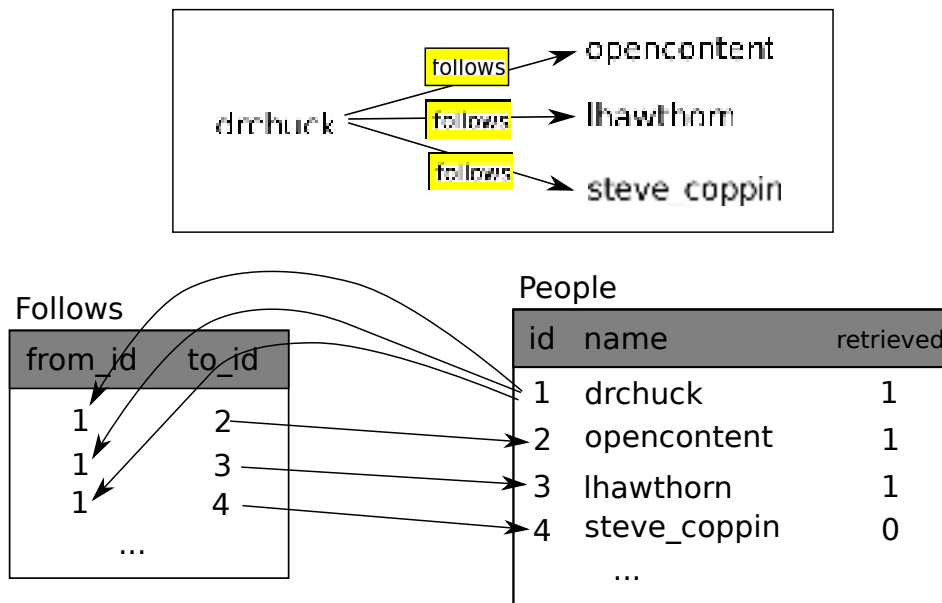 follows
opencontent
drchuck
follows
lhawthorn
follows
steve_coppin
Follows
from_id to_id
1 2
1 3
1 4
...
People
id name retrieved
1 drchuck 1
2 opencontent 1
3 lhawthorn 1
4 steve_coppin 0
...